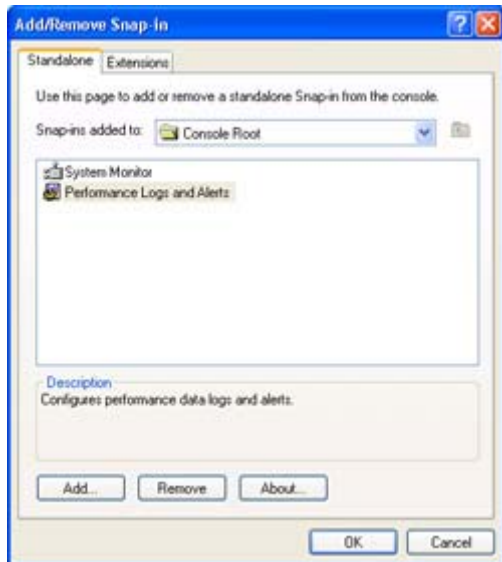 Add/Remove Snap-in
Standalone Extensions
Use this page to add or remove a standalone Snap-in from the console.
Snap-ins added to: Console Root
System Monitor
Performance Logs and Alerts
Description
Configures performance data logs and alerts.
Add... Remove About...
OK Cancel